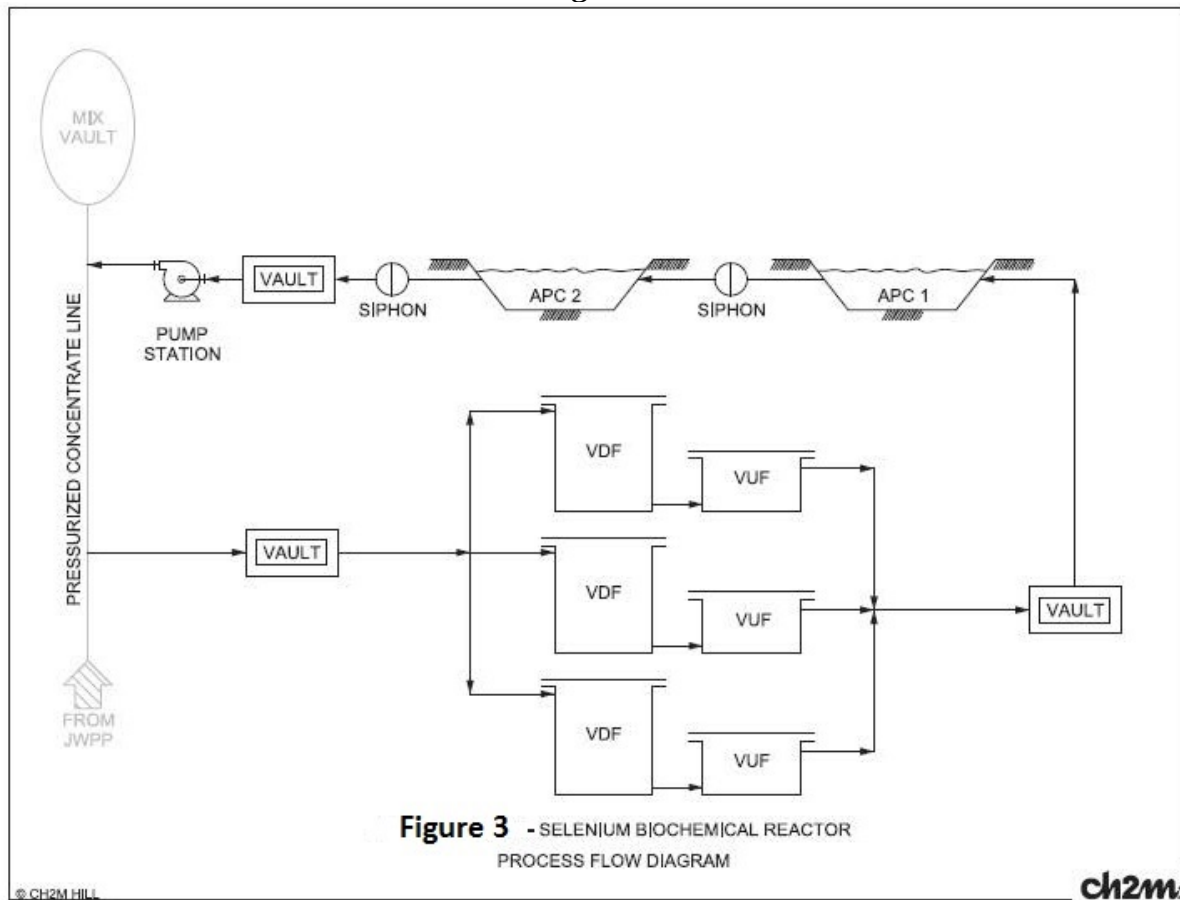 MIX
VAULT
VAULT
SIPHON
APC 2
SIPHON
APC 1
PUMP
STATION
PRESSURIZED CONCENTRATE LINE
VDF
VUF
VAULT
VDF
VUF
VAULT
VDF
VUF
FROM
JWPP
Figure 3 - SELENIUM BIOCHEMICAL REACTOR
PROCESS FLOW DIAGRAM
© CH2M HILL
ch2m